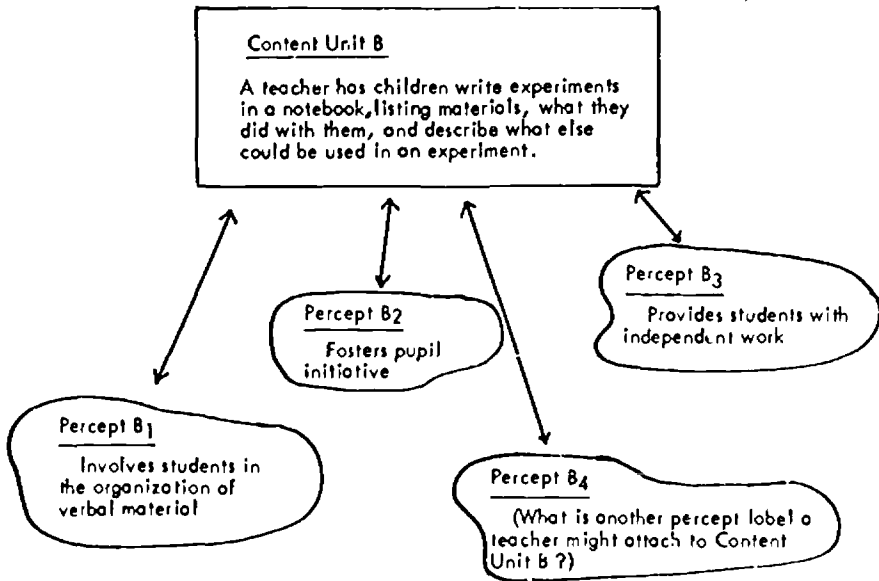 Content Unit B
A teacher has children write experiments
in a notebook, listing materials, what they
did with them, and describe what else
could be used in an experiment.
Percept B3
Provides students with
independent work
Percept B2
Fosters pupil
initiative
Percept B1
Involves students in
the organization of
verbal material
Percept B4
(What is another percept label a
teacher might attach to Content
Unit B ?)